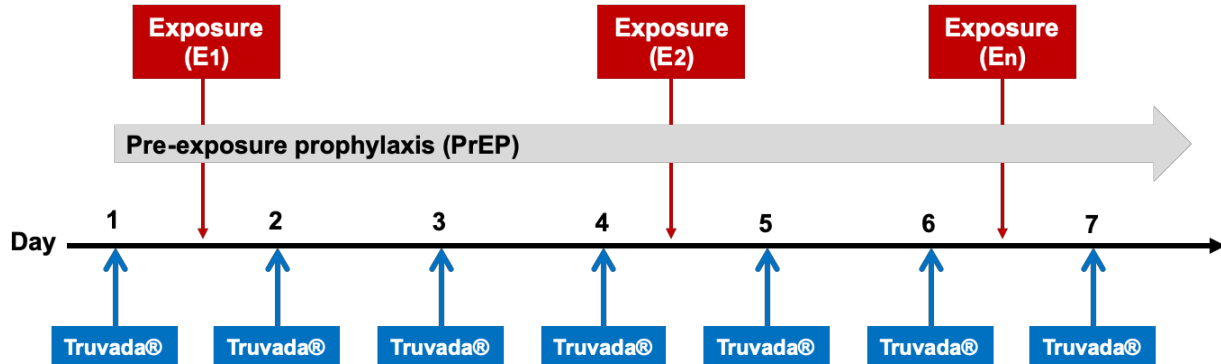 Exposure
(E1)
Exposure
(E2)
Exposure
(En)
Pre-exposure prophylaxis (PrEP)
Day 1 2 3 4 5 6 7
Truvada® Truvada® Truvada® Truvada® Truvada® Truvada® Truvada®